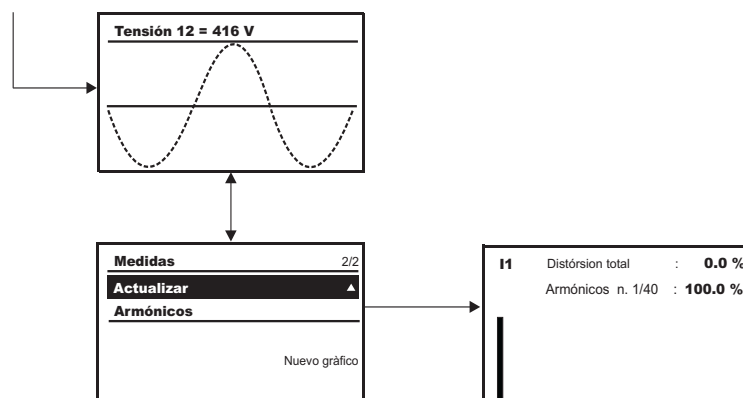 Tensión 12 = 416 V
Medidas 2/2
Actualizar
Armónicos
Nuevo gràfico
I1 Distórsion total : 0.0 %
Armónicos n. 1/40 : 100.0 %